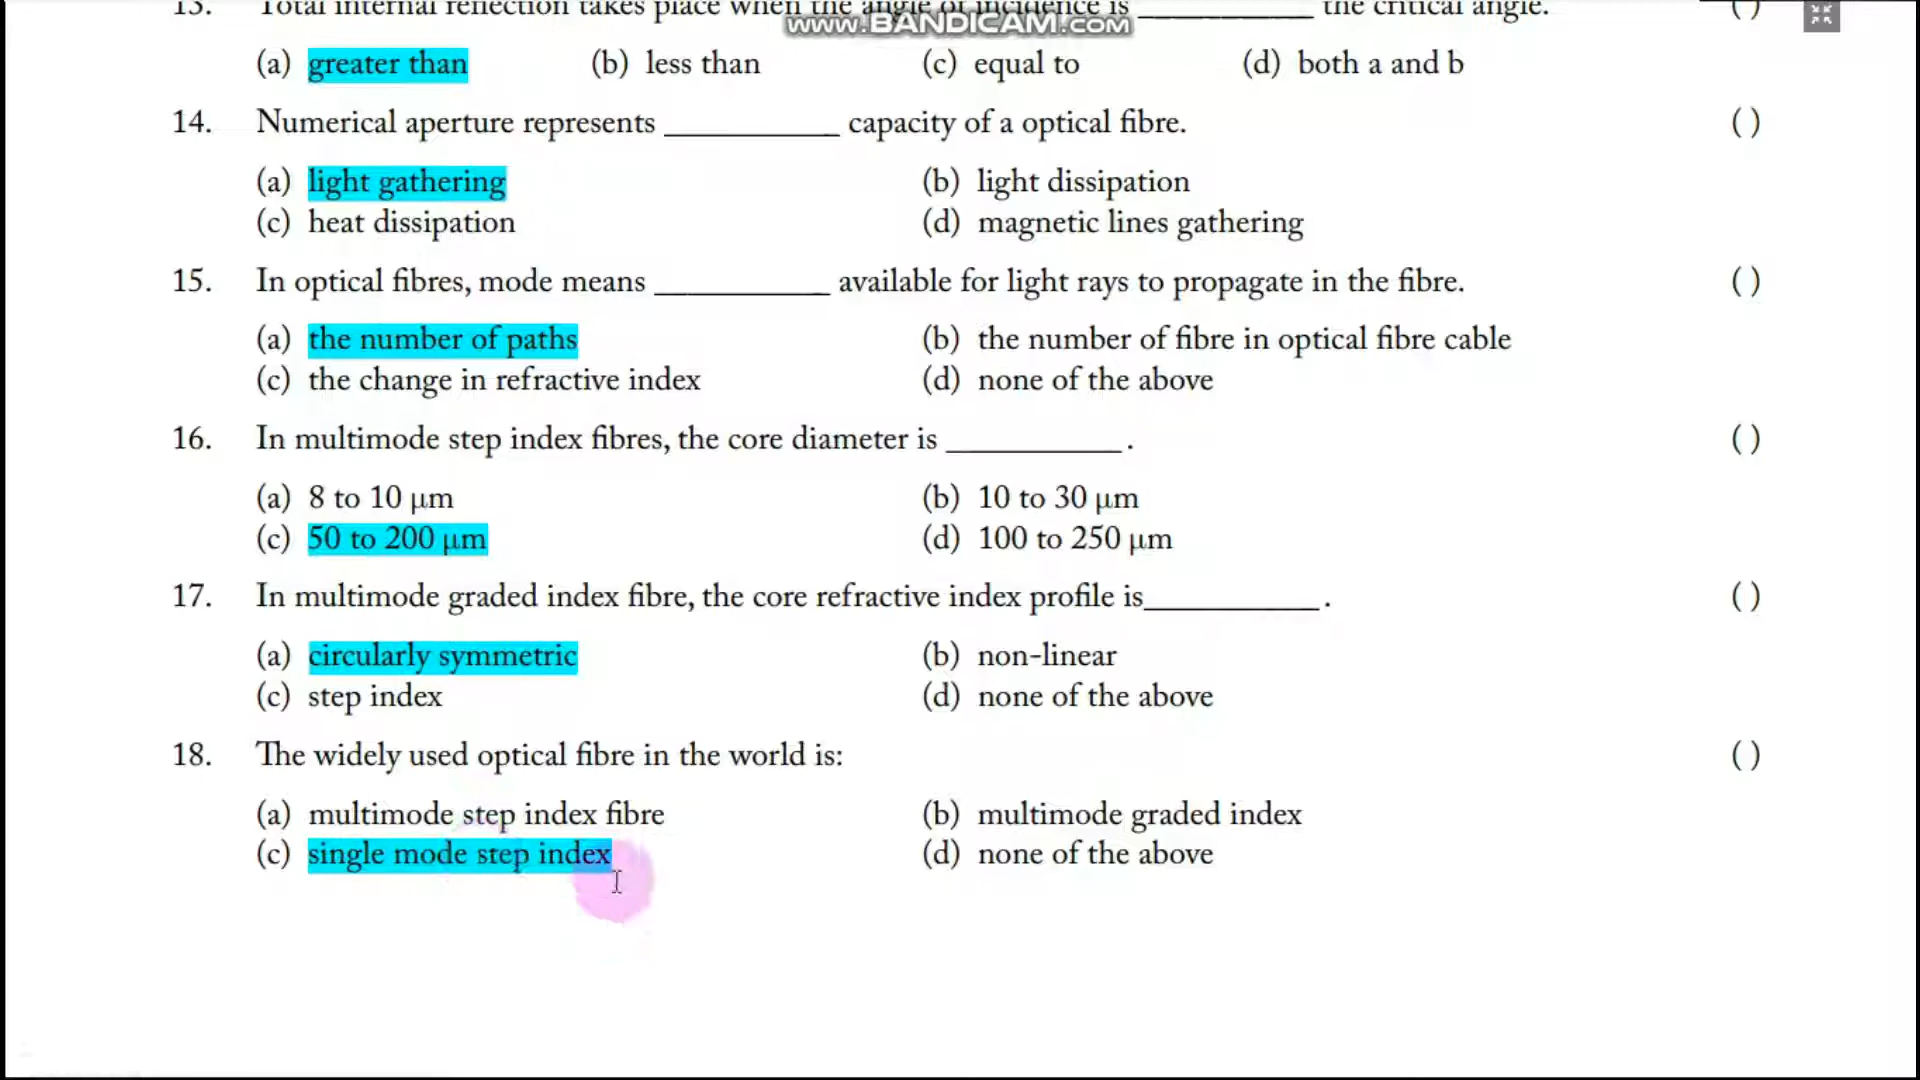 13. Total internal reflection takes place when the angle of incidence is __________ the critical angle. ( )
www.BANDICAM.com
(a) greater than (b) less than (c) equal to (d) both a and b
14. Numerical aperture represents __________ capacity of a optical fibre. ( )
(a) light gathering (b) light dissipation
(c) heat dissipation (d) magnetic lines gathering
15. In optical fibres, mode means __________ available for light rays to propagate in the fibre. ( )
(a) the number of paths (b) the number of fibre in optical fibre cable
(c) the change in refractive index (d) none of the above
16. In multimode step index fibres, the core diameter is __________ . ( )
(a) 8 to 10 μm (b) 10 to 30 μm
(c) 50 to 200 μm (d) 100 to 250 μm
17. In multimode graded index fibre, the core refractive index profile is__________ . ( )
(a) circularly symmetric (b) non-linear
(c) step index (d) none of the above
18. The widely used optical fibre in the world is: ( )
(a) multimode step index fibre (b) multimode graded index
(c) single mode step index (d) none of the above